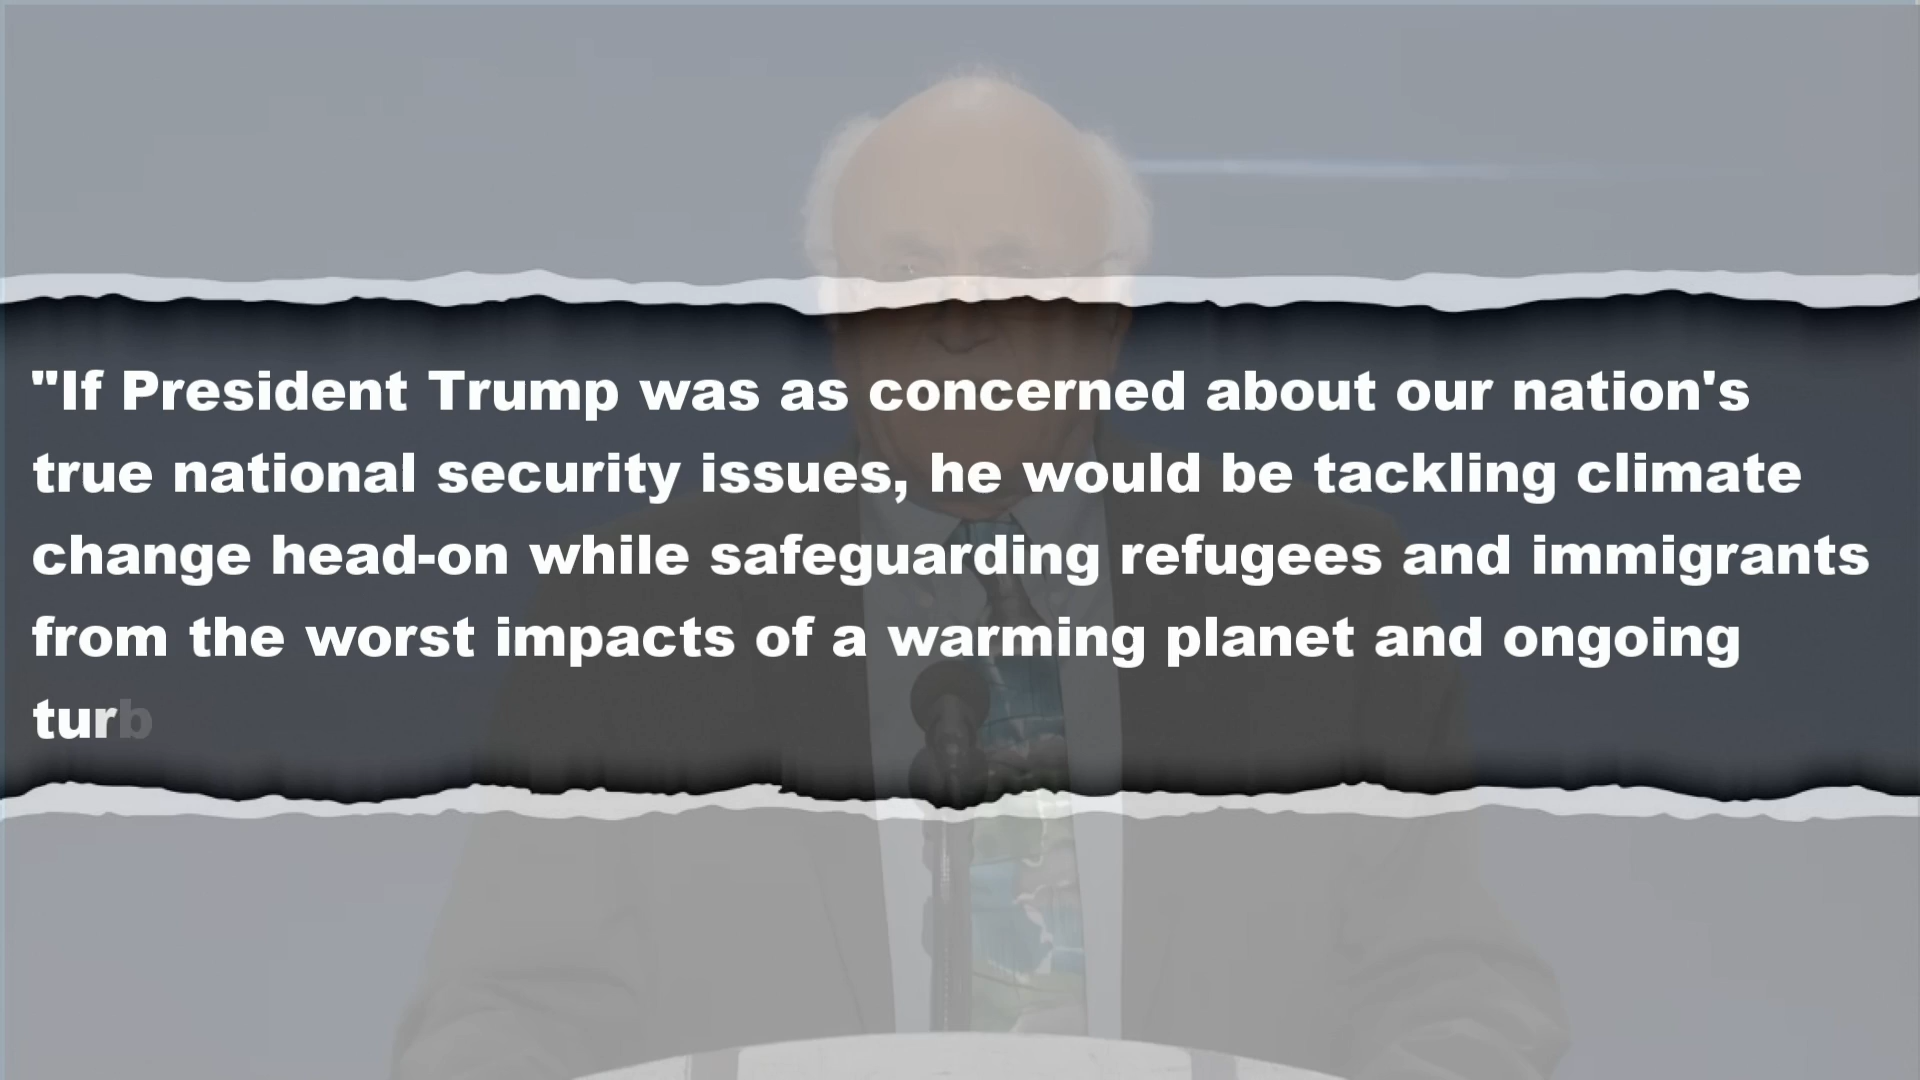 "If President Trump was as concerned about our nation's
true national security issues, he would be tackling climate
change head-on while safeguarding refugees and immigrants
from the worst impacts of a warming planet and ongoing
turb